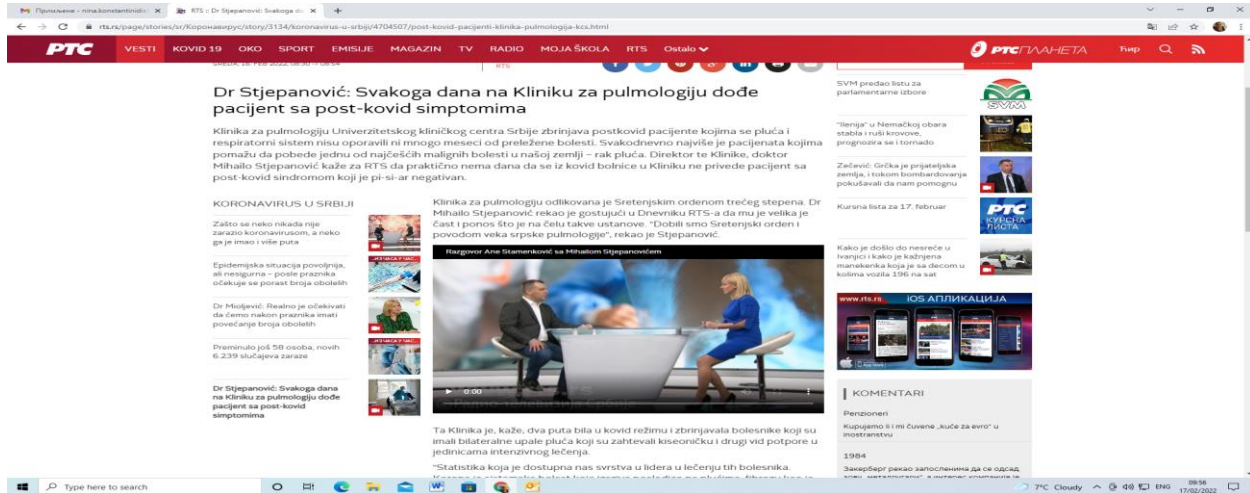 rts.rs/page/stories/sr/Коронавирус/story/3134/koronavirus-u-srbiji/4704507/post-kovid-pacijenti-klinika-pulmologija-kcs.html
РТС VESTI KOVID 19 OKO SPORT EMISIJE MAGAZIN TV RADIO MOJA ŠKOLA RTS Ostalo РТСПЛАНЕТА Ћир
RTS
Dr Stjepanović: Svakoga dana na Kliniku za pulmologiju dođe
pacijent sa post-kovid simptomima
Klinika za pulmologiju Univerzitetskog kliničkog centra Srbije zbrinjava postkovid pacijente kojima se pluća i
respiratorni sistem nisu oporavili ni mnogo meseci od preležene bolesti. Svakodnevno najviše je pacijenata kojima
pomažu da pobede jednu od najčešćih malignih bolesti u našoj zemlji – rak pluća. Direktor te Klinike, doktor
Mihailo Stjepanović kaže za RTS da praktično nema dana da se iz kovid bolnice u Kliniku ne privede pacijent sa
post-kovid sindromom koji je pi-si-ar negativan.
KORONAVIRUS U SRBIJI
Zašto se neko nikada nije
zarazio koronavirusom, a neko
ga je imao i više puta
Epidemijska situacija povoljnija,
ali nesigurna – posle praznika
očekuje se porast broja obolelih
Dr Mioljević: Realno je očekivati
da ćemo nakon praznika imati
povećanje broja obolelih
Preminulo još 58 osoba, novih
6.239 slučajeva zaraze
Dr Stjepanović: Svakoga dana
na Kliniku za pulmologiju dođe
pacijent sa post-kovid
simptomima
Klinika za pulmologiju odlikovana je Sretenjskim ordenom trećeg stepena. Dr
Mihailo Stjepanović rekao je gostujući u Dnevniku RTS-a da mu je velika je
čast i ponos što je na čelu takve ustanove. "Dobili smo Sretenjski orden i
povodom veka srpske pulmologije", rekao je Stjepanović.
Razgovor Ane Stamenković sa Mihailom Stjepanovićem
0:00
Ta Klinika je, kaže, dva puta bila u kovid režimu i zbrinjavala bolesnike koji su
imali bilateralne upale pluća koji su zahtevali kiseoničku i drugi vid potpore u
jedinicama intenzivnog lečenja.
"Statistika koja je dostupna nas svrstva u lidera u lečenju tih bolesnika.
SVM predao listu za
parlamentarne izbore
SVM
"Ilenija" u Nemačkoj obara
stabla i ruši krovove,
prognozira se i tornado
Zečević: Grčka je prijateljska
zemlja, i tokom bombardovanja
pokušavali da nam pomognu
Kursna lista za 17. februar
РТС
КУРСНА
ЛИСТА
Kako je došlo do nesreće u
Ivanjici i kako je kažnjena
manekenka koja je sa decom u
kolima vozila 196 na sat
www.rts.rs iOS АПЛИКАЦИЈА
KOMENTARI
Penzioneri
Kupujemo li i mi čuvene „kuće za evro" u
inostranstvu
1984
Закерберг рекао запосленима да се одсад
Type here to search
7°C Cloudy ENG 09:56
17/02/2022